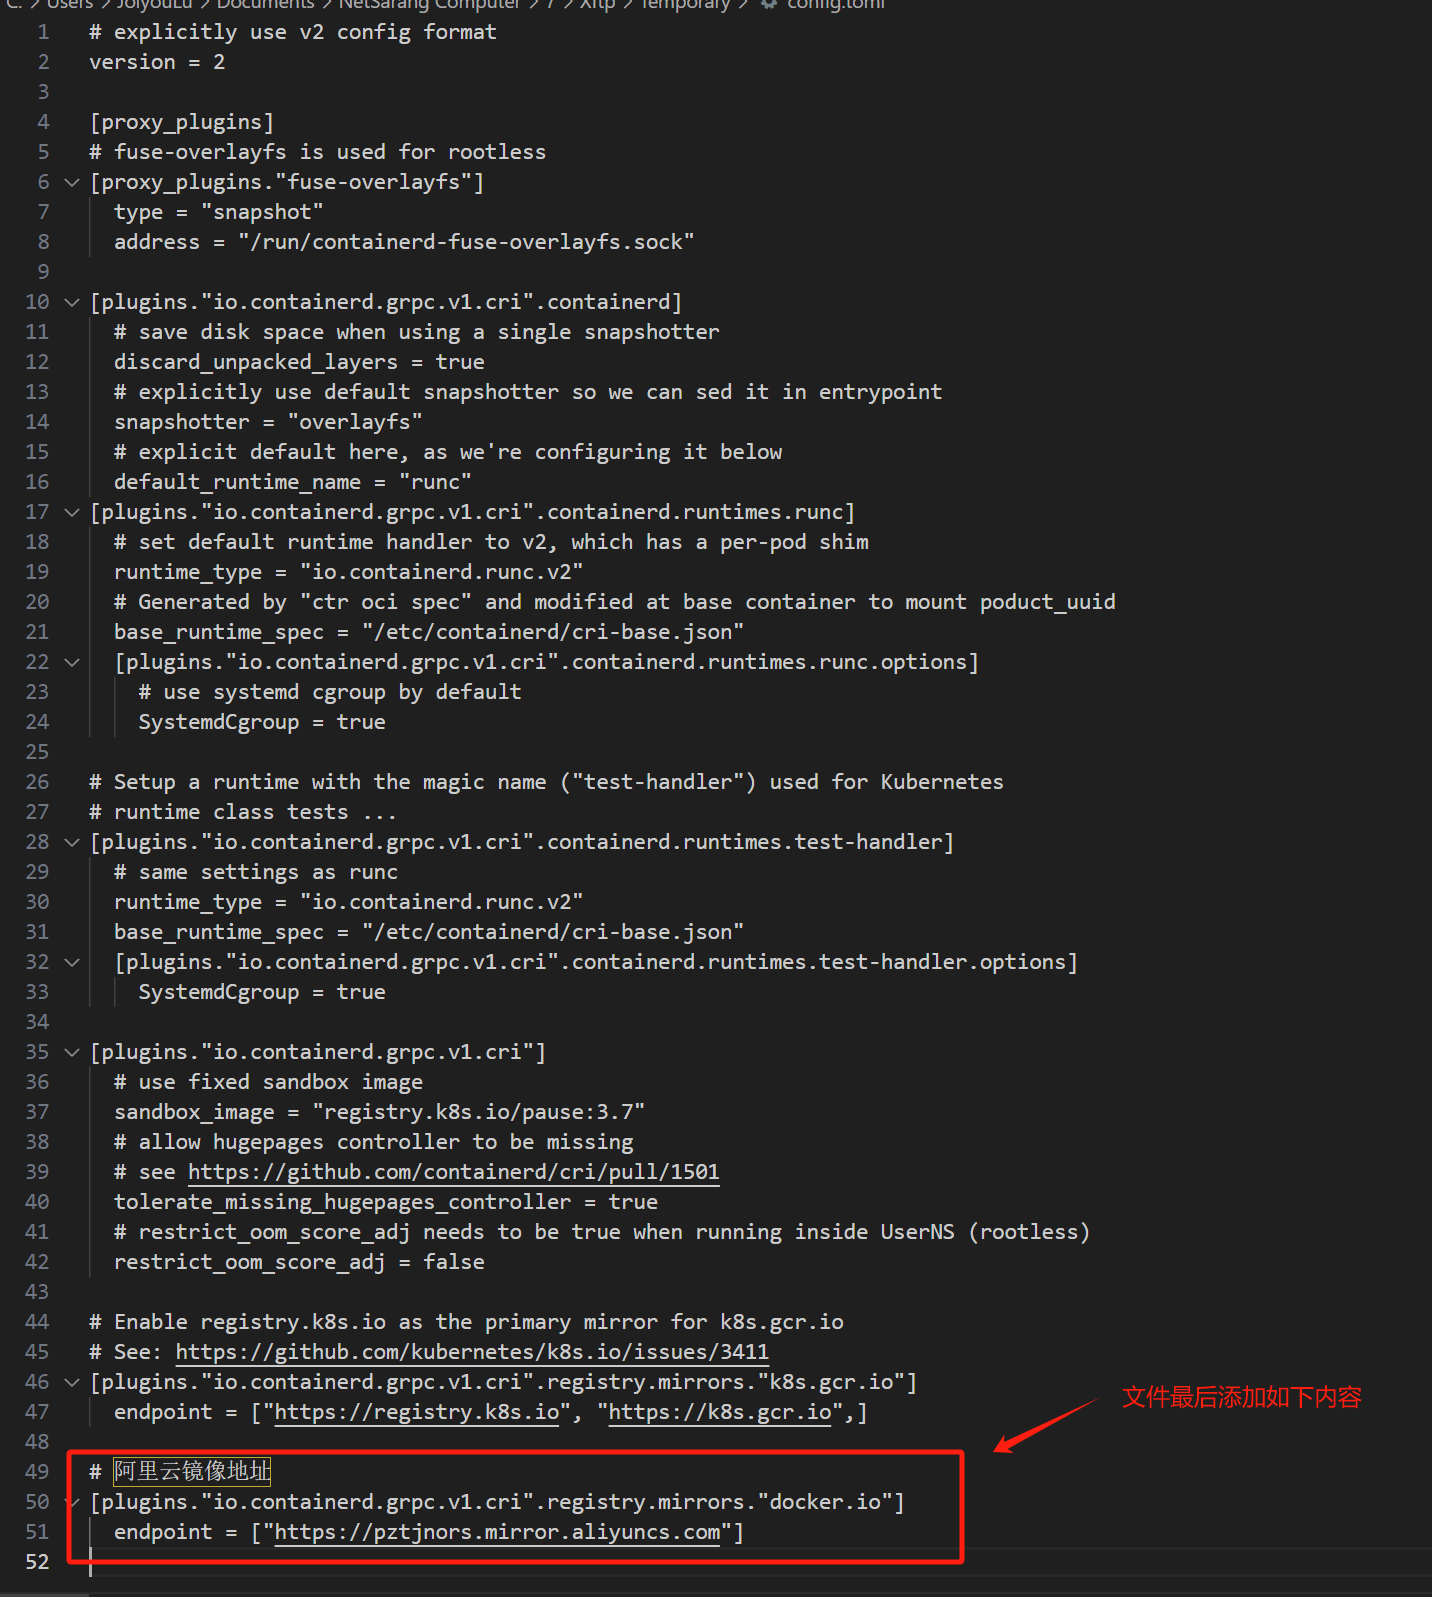 C: > Users > JolyouLu > Documents > NetSarang Computer > 7 > Xftp > Temporary > config.toml
1 # explicitly use v2 config format
2 version = 2
3
4 [proxy_plugins]
5 # fuse-overlayfs is used for rootless
6 [proxy_plugins."fuse-overlayfs"]
7 type = "snapshot"
8 address = "/run/containerd-fuse-overlayfs.sock"
9
10 [plugins."io.containerd.grpc.v1.cri".containerd]
11 # save disk space when using a single snapshotter
12 discard_unpacked_layers = true
13 # explicitly use default snapshotter so we can sed it in entrypoint
14 snapshotter = "overlayfs"
15 # explicit default here, as we're configuring it below
16 default_runtime_name = "runc"
17 [plugins."io.containerd.grpc.v1.cri".containerd.runtimes.runc]
18 # set default runtime handler to v2, which has a per-pod shim
19 runtime_type = "io.containerd.runc.v2"
20 # Generated by "ctr oci spec" and modified at base container to mount poduct_uuid
21 base_runtime_spec = "/etc/containerd/cri-base.json"
22 [plugins."io.containerd.grpc.v1.cri".containerd.runtimes.runc.options]
23 # use systemd cgroup by default
24 SystemdCgroup = true
25
26 # Setup a runtime with the magic name ("test-handler") used for Kubernetes
27 # runtime class tests ...
28 [plugins."io.containerd.grpc.v1.cri".containerd.runtimes.test-handler]
29 # same settings as runc
30 runtime_type = "io.containerd.runc.v2"
31 base_runtime_spec = "/etc/containerd/cri-base.json"
32 [plugins."io.containerd.grpc.v1.cri".containerd.runtimes.test-handler.options]
33 SystemdCgroup = true
34
35 [plugins."io.containerd.grpc.v1.cri"]
36 # use fixed sandbox image
37 sandbox_image = "registry.k8s.io/pause:3.7"
38 # allow hugepages controller to be missing
39 # see https://github.com/containerd/cri/pull/1501
40 tolerate_missing_hugepages_controller = true
41 # restrict_oom_score_adj needs to be true when running inside UserNS (rootless)
42 restrict_oom_score_adj = false
43
44 # Enable registry.k8s.io as the primary mirror for k8s.gcr.io
45 # See: https://github.com/kubernetes/k8s.io/issues/3411
46 [plugins."io.containerd.grpc.v1.cri".registry.mirrors."k8s.gcr.io"]
47 endpoint = ["https://registry.k8s.io", "https://k8s.gcr.io",]
文件最后添加如下内容
48
49 # 阿里云镜像地址
50 [plugins."io.containerd.grpc.v1.cri".registry.mirrors."docker.io"]
51 endpoint = ["https://pztjnors.mirror.aliyuncs.com"]
52